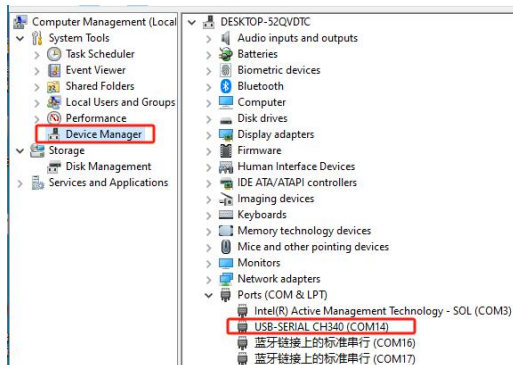 Computer Management (Local
System Tools
Task Scheduler
Event Viewer
Shared Folders
Local Users and Groups
Performance
Device Manager
Storage
Disk Management
Services and Applications
DESKTOP-52QVDTC
Audio inputs and outputs
Batteries
Biometric devices
Bluetooth
Computer
Disk drives
Display adapters
Firmware
Human Interface Devices
IDE ATA/ATAPI controllers
Imaging devices
Keyboards
Memory technology devices
Mice and other pointing devices
Monitors
Network adapters
Ports (COM & LPT)
Intel(R) Active Management Technology - SOL (COM3)
USB-SERIAL CH340 (COM14)
蓝牙链接上的标准串行 (COM16)
蓝牙链接上的标准串行 (COM17)